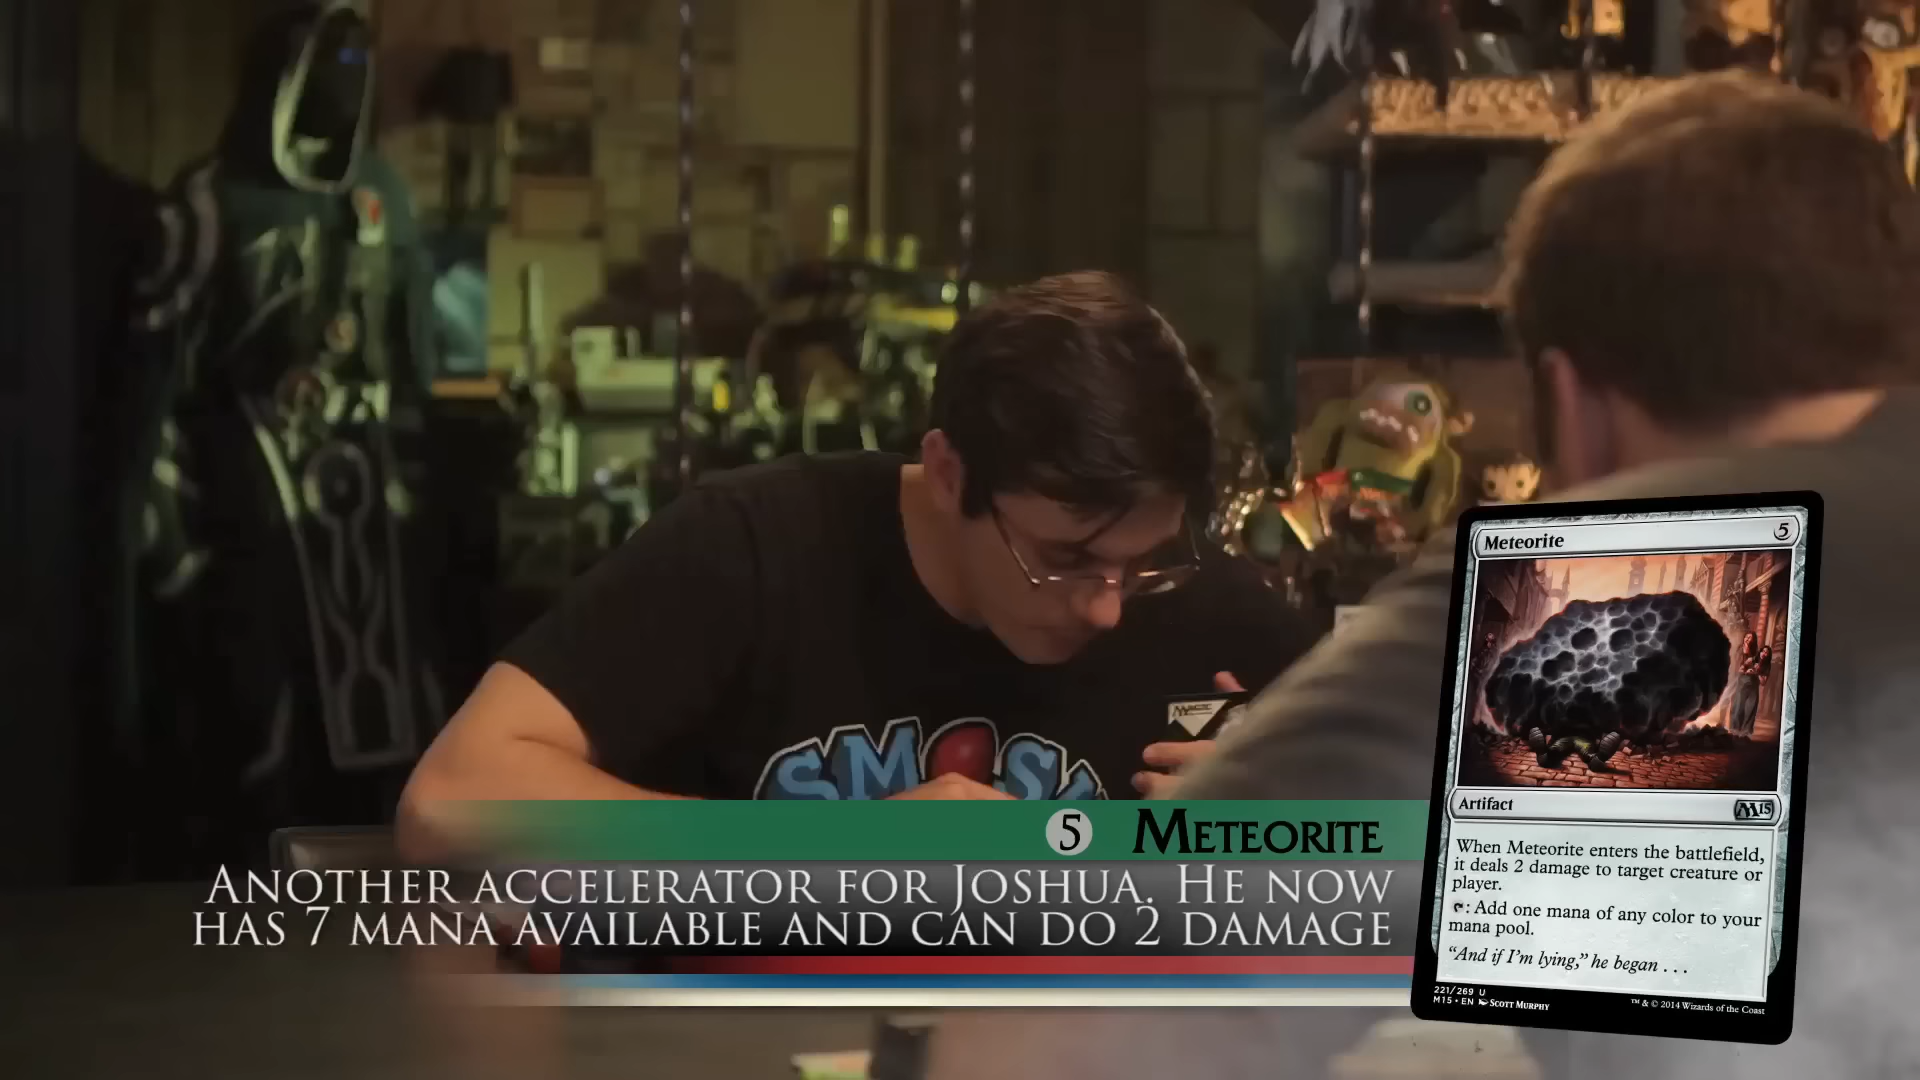 SMOSH
MAGIC
Meteorite 5
Artifact M15
When Meteorite enters the battlefield,
it deals 2 damage to target creature or
player.
: Add one mana of any color to your
mana pool.
“And if I'm lying,” he began . . .
221/269 U
M15 • EN SCOTT MURPHY
™ & © 2014 Wizards of the Coast
5 METEORITE
ANOTHER ACCELERATOR FOR JOSHUA. HE NOW
HAS 7 MANA AVAILABLE AND CAN DO 2 DAMAGE